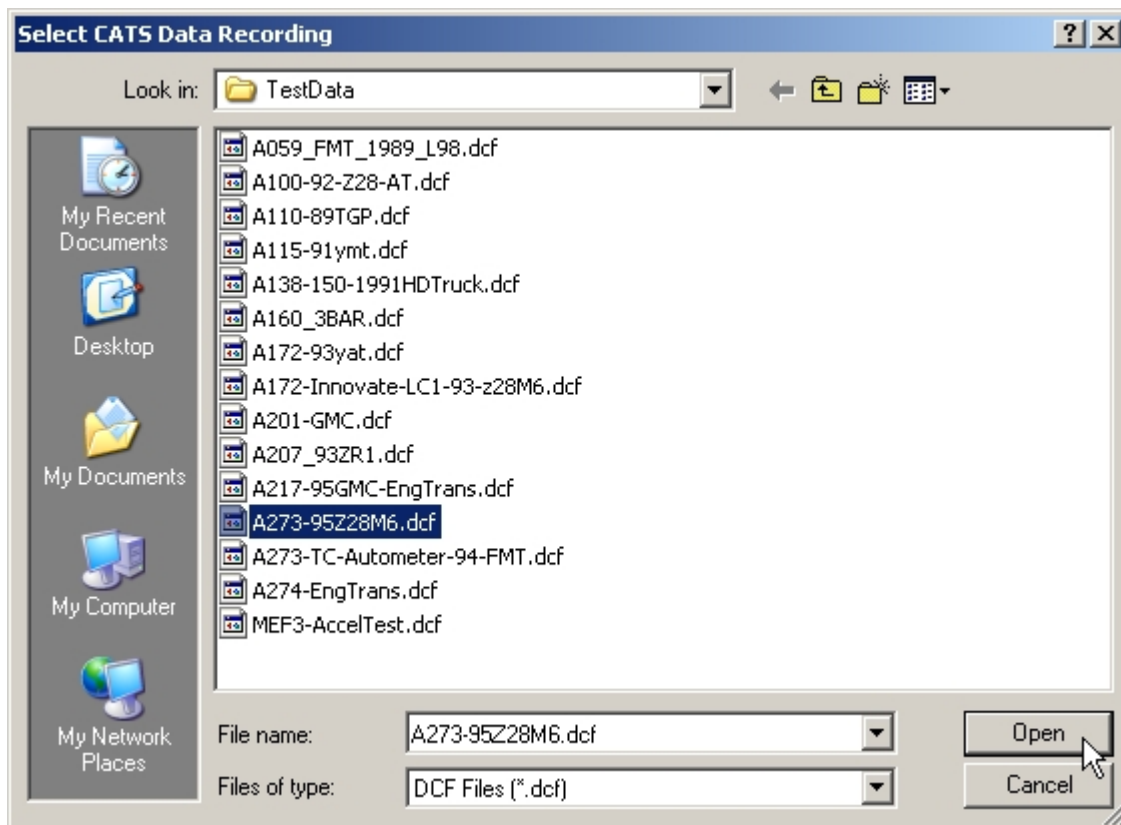 Select CATS Data Recording
Look in:
TestData
My Recent
Documents
Desktop
My Documents
My Computer
My Network
Places
A059_FMT_1989_L98.dcf
A100-92-Z28-AT.dcf
A110-89TGP.dcf
A115-91ymt.dcf
A138-150-1991HDTruck.dcf
A160_3BAR.dcf
A172-93yat.dcf
A172-Innovate-LC1-93-z28M6.dcf
A201-GMC.dcf
A207_93ZR1.dcf
A217-95GMC-EngTrans.dcf
A273-95Z28M6.dcf
A273-TC-Autometer-94-FMT.dcf
A274-EngTrans.dcf
MEF3-AccelTest.dcf
File name:
A273-95Z28M6.dcf
Open
Files of type:
DCF Files (*.dcf)
Cancel